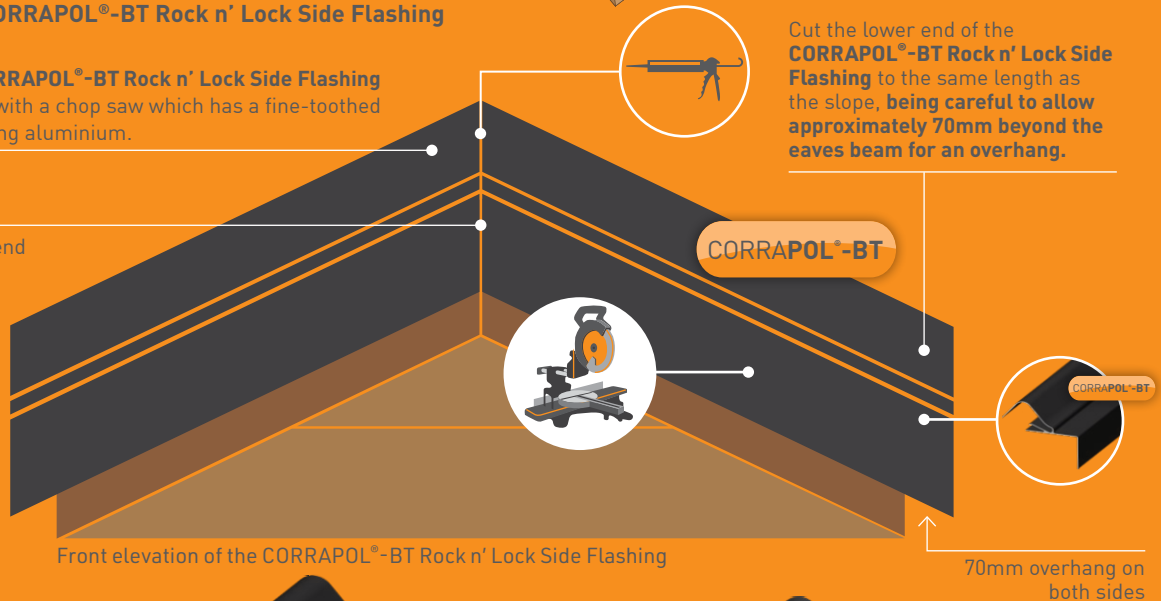 ORRAPOL®-BT Rock n' Lock Side Flashing
RRAPOL®-BT Rock n' Lock Side Flashing
with a chop saw which has a fine-toothed
ng aluminium.
end
Cut the lower end of the
CORRAPOL®-BT Rock n' Lock Side
Flashing to the same length as
the slope, being careful to allow
approximately 70mm beyond the
eaves beam for an overhang.
CORRAPOL®-BT
CORRAPOL®-BT
Front elevation of the CORRAPOL®-BT Rock n' Lock Side Flashing
70mm overhang on
both sides